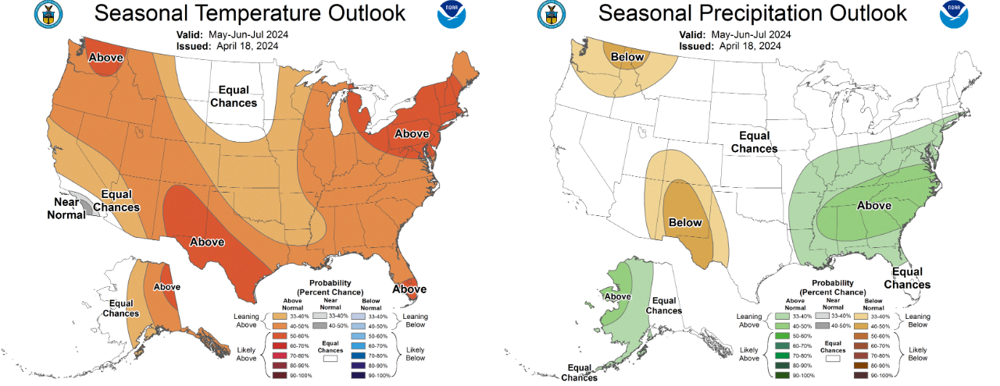 Seasonal Temperature Outlook
NOAA
Valid: May-Jun-Jul 2024
Issued: April 18, 2024
Above
Equal
Chances
Above
Equal
Chances
Near
Normal
Above
Above
Equal
Chances
Above
Probability
(Percent Chance)
Above
Normal
Near
Normal
Below
Normal
Leaning
Above
33-40%
33-40%
33-40%
Leaning
Below
40-50%
40-50%
40-50%
Likely
Above
50-60%
50-60%
Likely
Below
60-70%
60-70%
Equal
Chances
70-80%
70-80%
80-90%
80-90%
90-100%
90-100%
Seasonal Precipitation Outlook
NOAA
Valid: May-Jun-Jul 2024
Issued: April 18, 2024
Below
Equal
Chances
Above
Below
Equal
Chances
Above
Equal
Chances
Equal
Chances
Probability
(Percent Chance)
Above
Normal
Near
Normal
Below
Normal
Leaning
Above
33-40%
33-40%
33-40%
Leaning
Below
40-50%
40-50%
40-50%
Likely
Above
50-60%
50-60%
Likely
Below
60-70%
60-70%
Equal
Chances
70-80%
70-80%
80-90%
80-90%
90-100%
90-100%